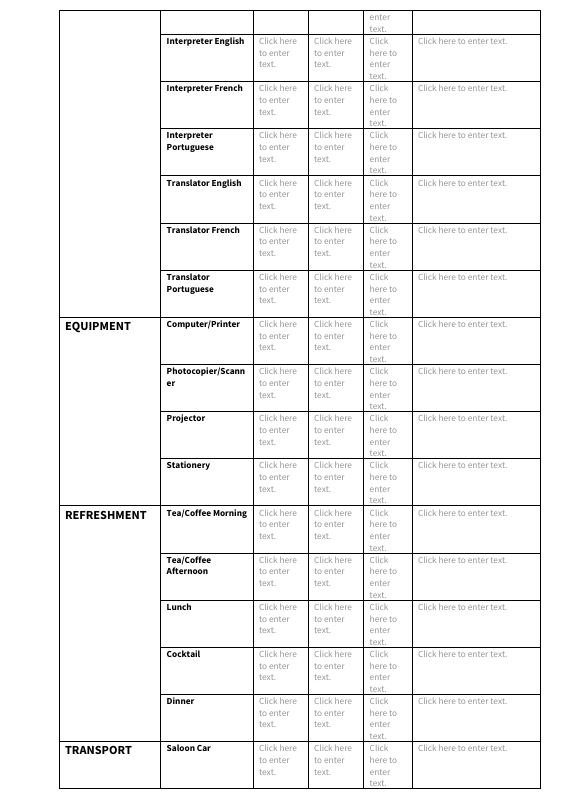 enter
text.
Interpreter English Click here Click here Click Click here to enter text.
to enter to enter here to
text. text. enter
text.
Interpreter French Click here Click here Click Click here to enter text.
to enter to enter here to
text. text. enter
text.
Interpreter Click here Click here Click Click here to enter text.
Portuguese to enter to enter here to
text. text. enter
text.
Translator English Click here Click here Click Click here to enter text.
to enter to enter here to
text. text. enter
text.
Translator French Click here Click here Click Click here to enter text.
to enter to enter here to
text. text. enter
text.
Translator Click here Click here Click Click here to enter text.
Portuguese to enter to enter here to
text. text. enter
text.
EQUIPMENT Computer/Printer Click here Click here Click Click here to enter text.
to enter to enter here to
text. text. enter
text.
Photocopier/Scann Click here Click here Click Click here to enter text.
er to enter to enter here to
text. text. enter
text.
Projector Click here Click here Click Click here to enter text.
to enter to enter here to
text. text. enter
text.
Stationery Click here Click here Click Click here to enter text.
to enter to enter here to
text. text. enter
text.
REFRESHMENT Tea/Coffee Morning Click here Click here Click Click here to enter text.
to enter to enter here to
text. text. enter
text.
Tea/Coffee Click here Click here Click Click here to enter text.
Afternoon to enter to enter here to
text. text. enter
text.
Lunch Click here Click here Click Click here to enter text.
to enter to enter here to
text. text. enter
text.
Cocktail Click here Click here Click Click here to enter text.
to enter to enter here to
text. text. enter
text.
Dinner Click here Click here Click Click here to enter text.
to enter to enter here to
text. text. enter
text.
TRANSPORT Saloon Car Click here Click here Click Click here to enter text.
to enter to enter here to
text. text. enter
text.